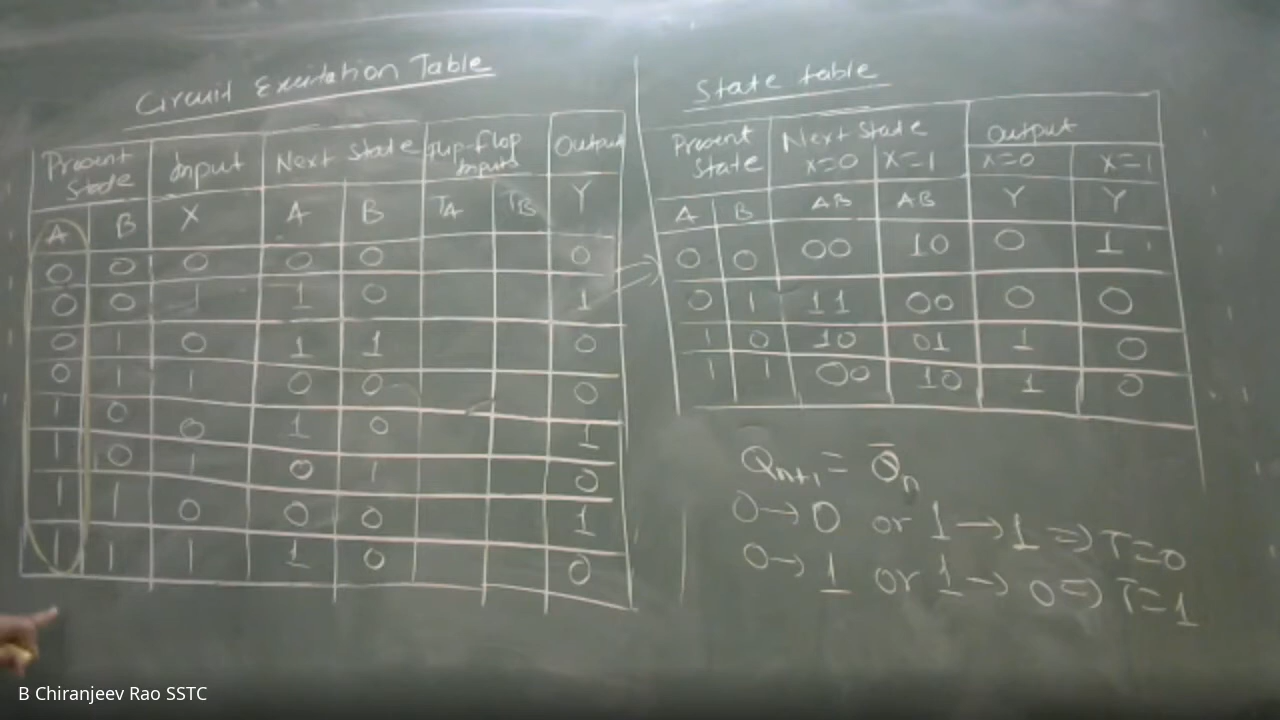 Circuit Excitation Table
Present State Input Next State Flip-Flop Inputs Output
A B X A B TA TB Y
0 0 0 0 0 0
0 0 1 1 0 1
0 1 0 1 1 0
0 1 1 0 0 0
1 0 0 1 0 1
1 0 1 0 1 0
1 1 0 0 0 1
1 1 1 1 0 0
State table
Present State Next State Output
X=0 X=1 X=0 X=1
A B AB AB Y Y
0 0 00 10 0 1
0 1 11 00 0 0
1 0 10 01 1 0
1 1 00 10 1 0
Qn+1 = Q̅n
0→0 or 1→1 ⇒ T=0
0→1 or 1→0 ⇒ T=1
B Chiranjeev Rao SSTC